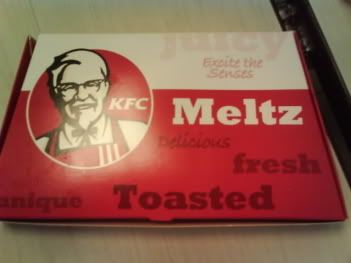 juicy
Excite the
Senses
KFC
Meltz
Delicious
fresh
unique
Toasted